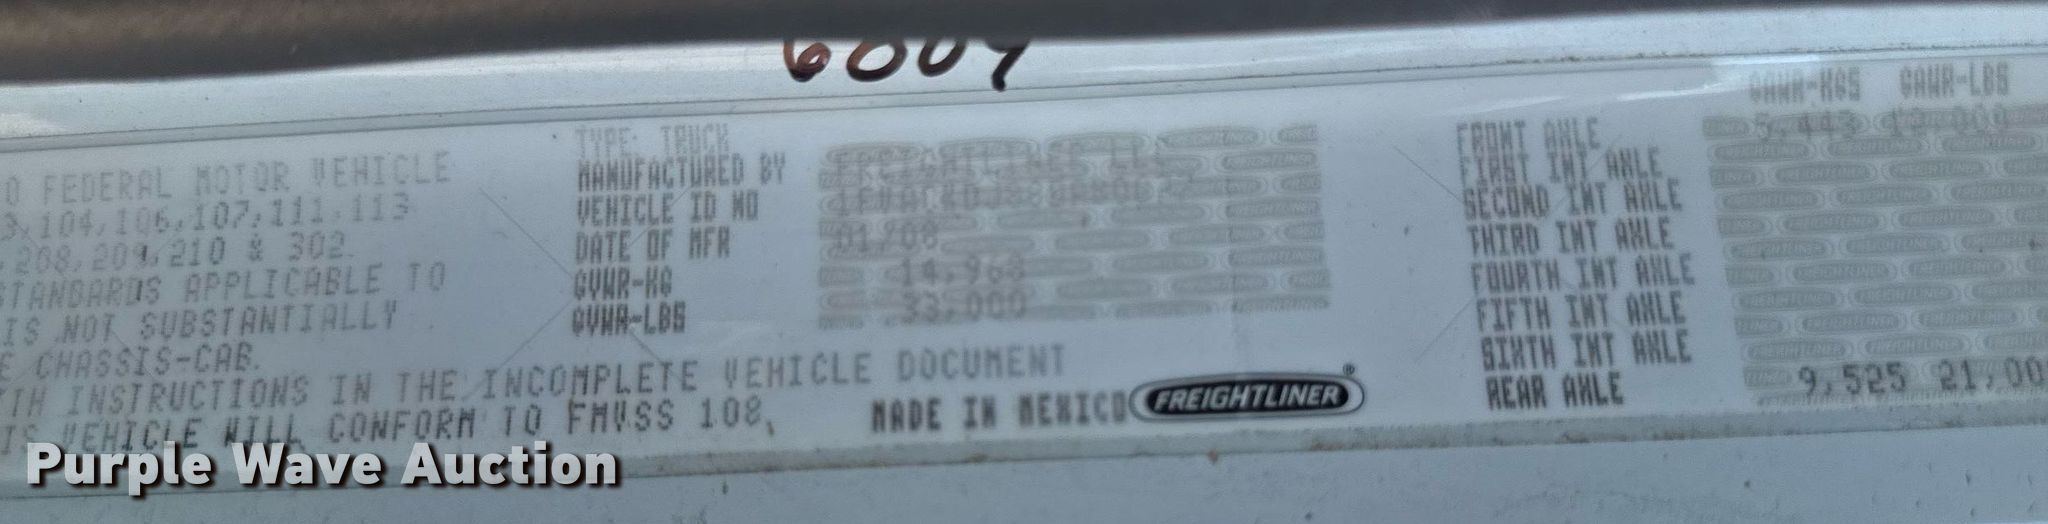 6009
O FEDERAL MOTOR VEHICLE
3,104,106,107,111,113
,208,209,210 & 302.
STANDARDS APPLICABLE TO
IS NOT SUBSTANTIALLY
E CHASSIS-CAB.
TH INSTRUCTIONS IN THE INCOMPLETE VEHICLE DOCUMENT
IS VEHICLE WILL CONFORM TO FMVSS 108,
TYPE: TRUCK
MANUFACTURED BY FREIGHTLINER LLC
VEHICLE ID NO
DATE OF MFR 01/08
GVWR-KG 14,968
GVWR-LBS 33,000
MADE IN MEXICO FREIGHTLINER®
GAWR-KGS GAWR-LBS
FRONT AXLE 5,443 12,000
FIRST INT AXLE
SECOND INT AXLE
THIRD INT AXLE
FOURTH INT AXLE
FIFTH INT AXLE
SIXTH INT AXLE
REAR AXLE 9,525 21,00
Purple Wave Auction